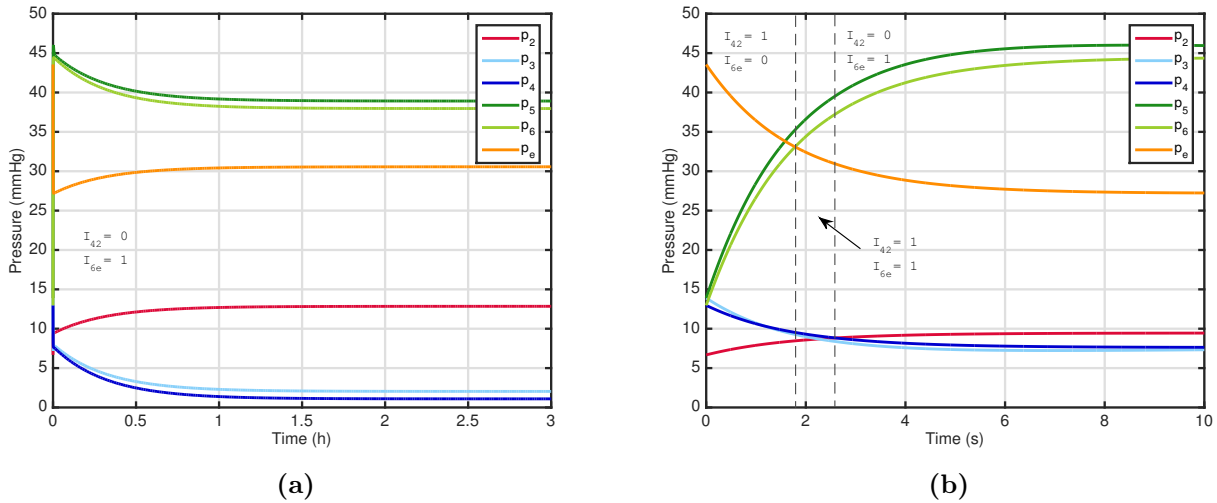 50
45
40
35
30
25
20
15
10
5
0
Pressure (mmHg)
0 0.5 1 1.5 2 2.5 3
Time (h)
p2
p3
p4
p5
p6
pe
I42 = 0
I6e = 1
(a)
50
45
40
35
30
25
20
15
10
5
0
Pressure (mmHg)
0 2 4 6 8 10
Time (s)
I42 = 1
I6e = 0
I42 = 0
I6e = 1
I42 = 1
I6e = 1
p2
p3
p4
p5
p6
pe
(b)